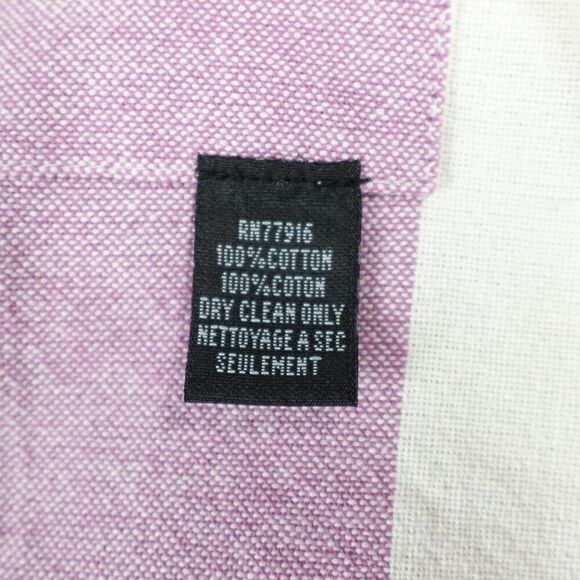 RN77916
100%COTTON
100%COTON
DRY CLEAN ONLY
NETTOYAGE A SEC
SEULEMENT